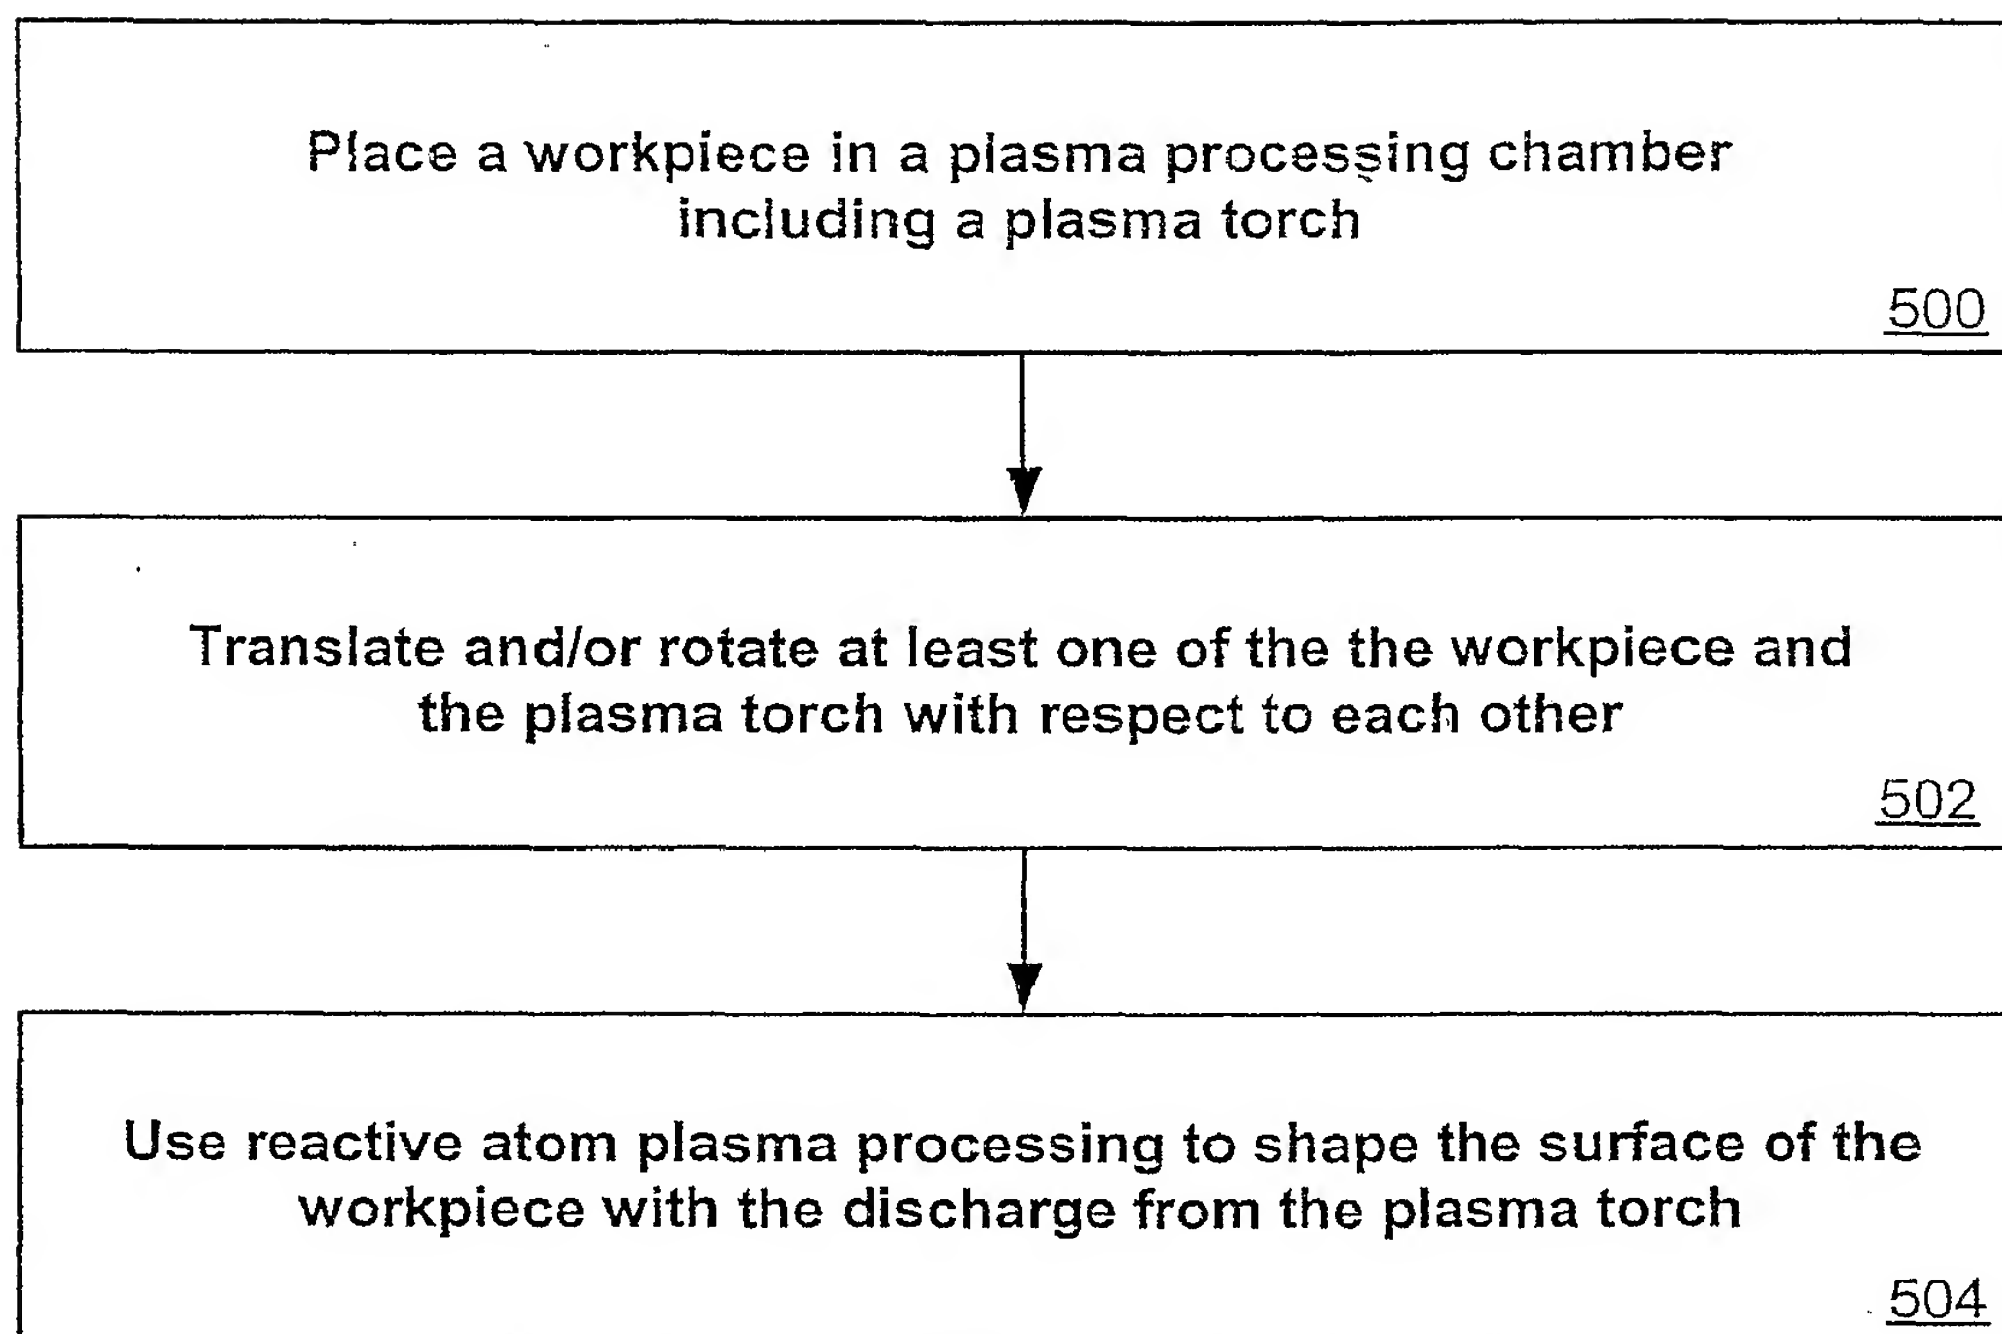 Place a workpiece in a plasma processing chamber
including a plasma torch
500
Translate and/or rotate at least one of the the workpiece and
the plasma torch with respect to each other
502
Use reactive atom plasma processing to shape the surface of the
workpiece with the discharge from the plasma torch
504